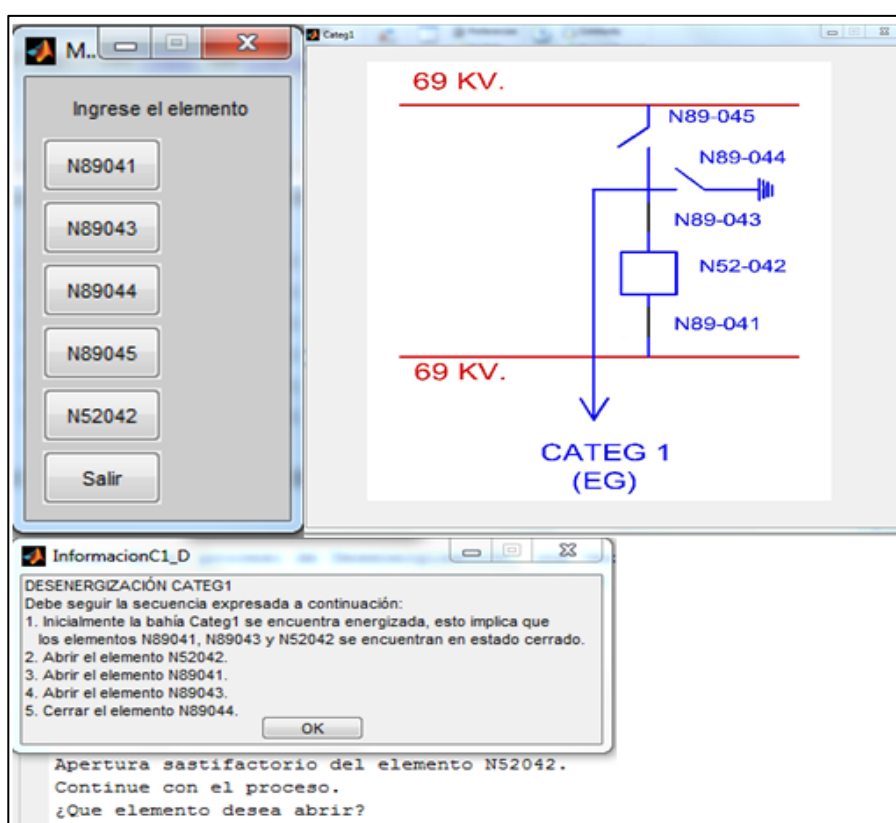 M..
Ingrese el elemento
N89041
N89043
N89044
N89045
N52042
Salir
Categ1
69 KV.
N89-045
N89-044
N89-043
N52-042
N89-041
69 KV.
CATEG 1
(EG)
InformacionC1_D
DESENERGIZACIÓN CATEG1
Debe seguir la secuencia expresada a continuación:
1. Inicialmente la bahía Categ1 se encuentra energizada, esto implica que
los elementos N89041, N89043 y N52042 se encuentran en estado cerrado.
2. Abrir el elemento N52042.
3. Abrir el elemento N89041.
4. Abrir el elemento N89043.
5. Cerrar el elemento N89044.
OK
Apertura sastifactorio del elemento N52042.
Continue con el proceso.
¿Que elemento desea abrir?